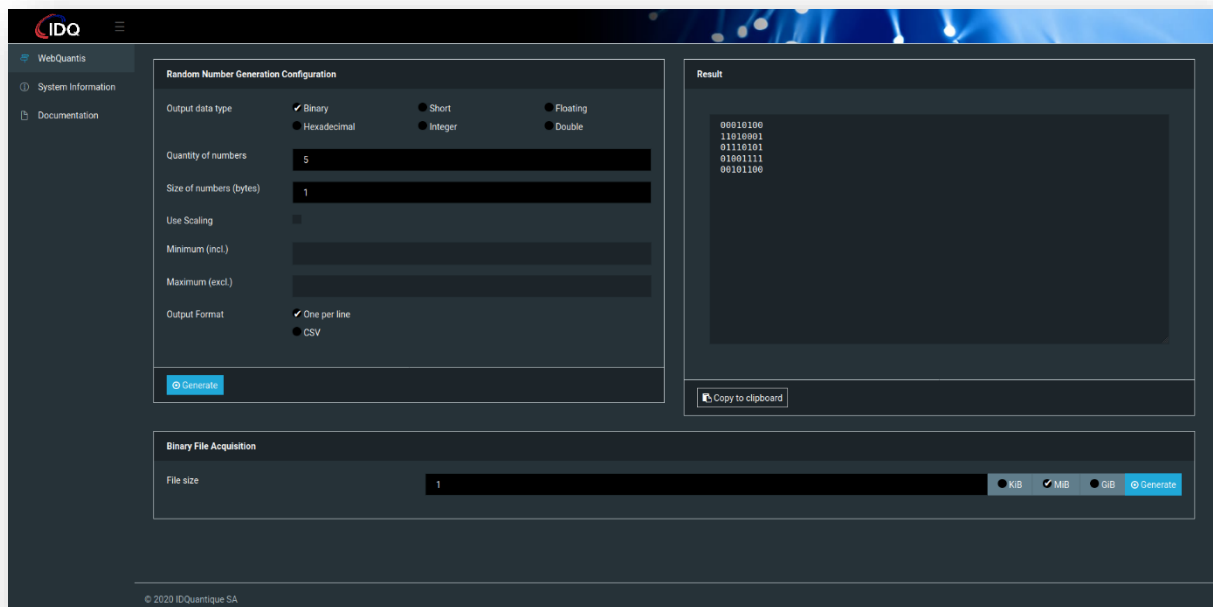 IDQ
WebQuantis
System Information
Documentation
Random Number Generation Configuration
Output data type
Binary
Short
Floating
Hexadecimal
Integer
Double
Quantity of numbers
5
Size of numbers (bytes)
1
Use Scaling
Minimum (incl.)
Maximum (excl.)
Output Format
One per line
CSV
Generate
Result
00010100
11010001
01110101
01001111
00101100
Copy to clipboard
Binary File Acquisition
File size
1
KiB
MiB
GiB
Generate
© 2020 IDQuantique SA